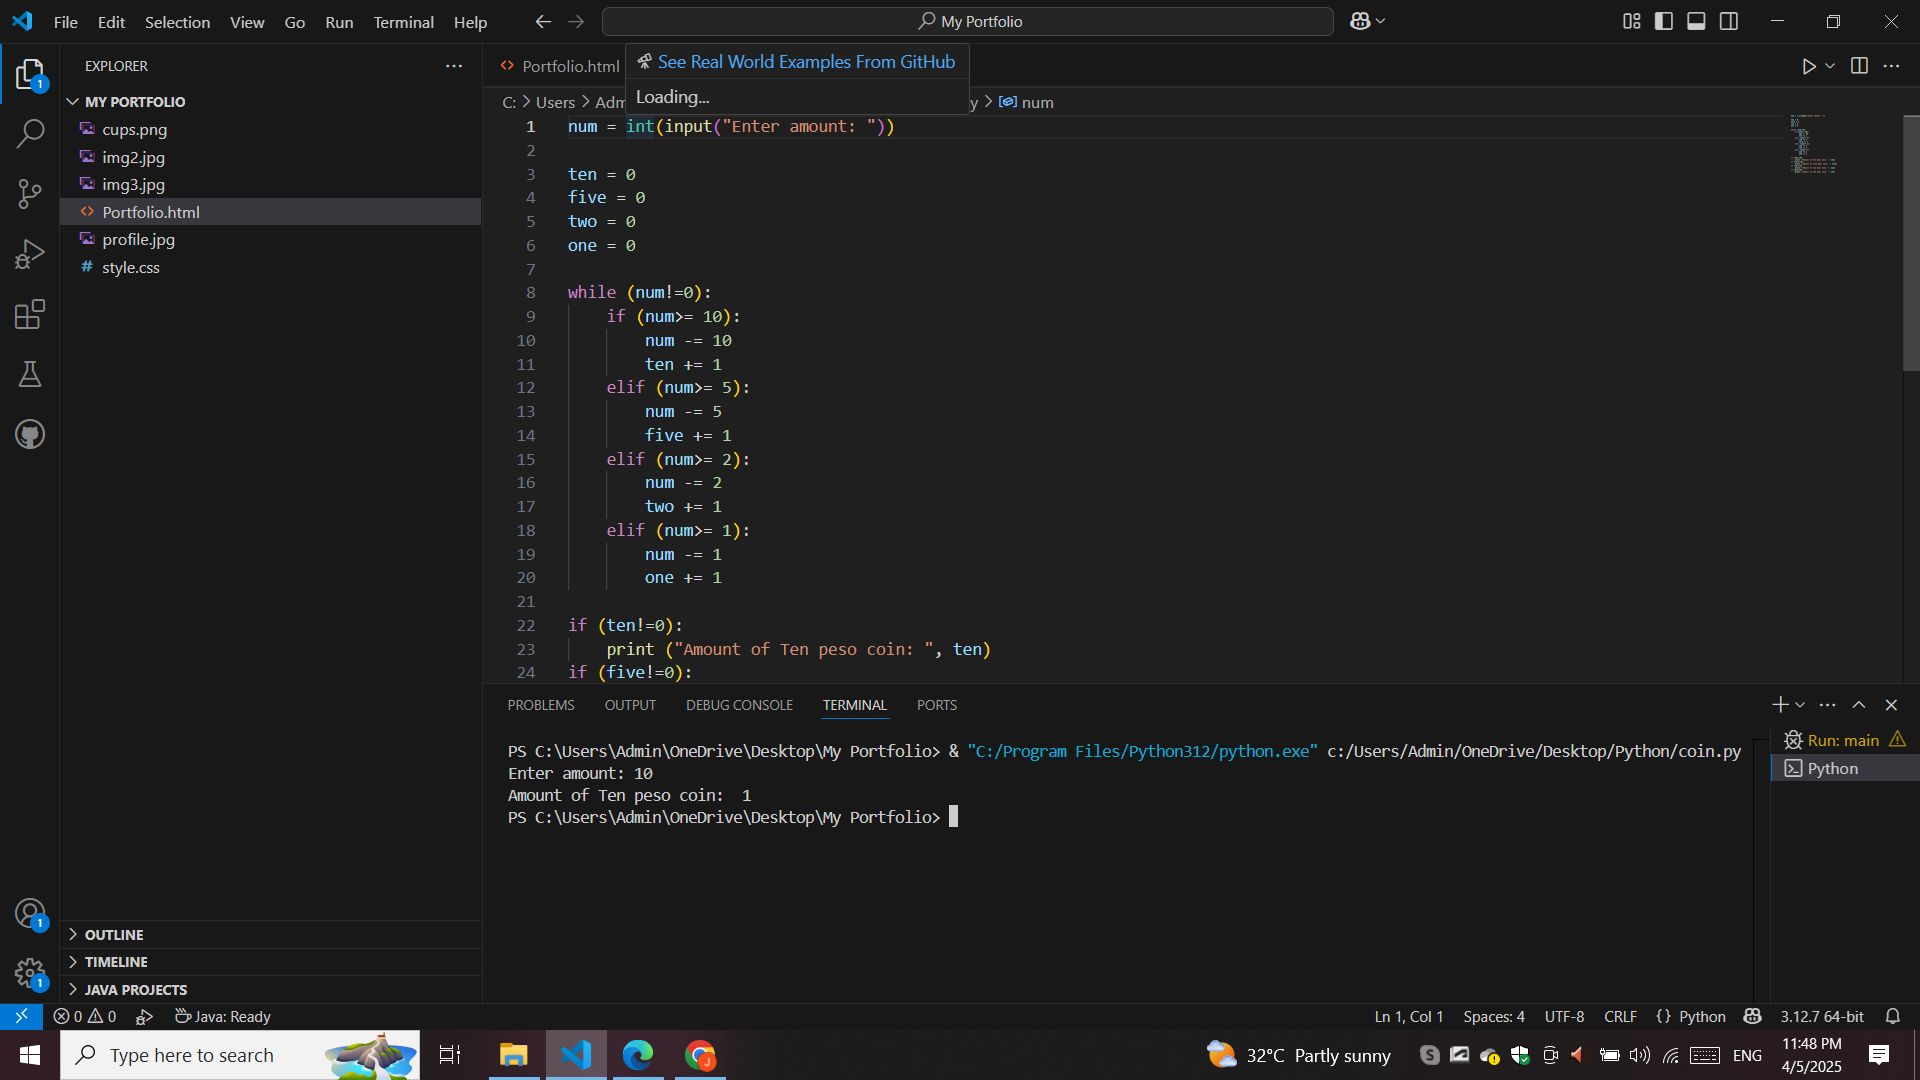 File Edit Selection View Go Run Terminal Help
My Portfolio
EXPLORER
MY PORTFOLIO
cups.png
img2.jpg
img3.jpg
Portfolio.html
profile.jpg
style.css
OUTLINE
TIMELINE
JAVA PROJECTS
1
1
1
Portfolio.html
See Real World Examples From GitHub
Loading...
C: > Users > Adm
y > num
1 num = int(input("Enter amount: "))
2
3 ten = 0
4 five = 0
5 two = 0
6 one = 0
7
8 while (num!=0):
9     if (num>= 10):
10         num -= 10
11         ten += 1
12     elif (num>= 5):
13         num -= 5
14         five += 1
15     elif (num>= 2):
16         num -= 2
17         two += 1
18     elif (num>= 1):
19         num -= 1
20         one += 1
21
22 if (ten!=0):
23     print ("Amount of Ten peso coin: ", ten)
24 if (five!=0):
PROBLEMS OUTPUT DEBUG CONSOLE TERMINAL PORTS
PS C:\Users\Admin\OneDrive\Desktop\My Portfolio> & "C:/Program Files/Python312/python.exe" c:/Users/Admin/OneDrive/Desktop/Python/coin.py
Enter amount: 10
Amount of Ten peso coin:  1
PS C:\Users\Admin\OneDrive\Desktop\My Portfolio>
Run: main
Python
0 0 Java: Ready
Ln 1, Col 1 Spaces: 4 UTF-8 CRLF {} Python 3.12.7 64-bit
Type here to search
32°C Partly sunny
ENG
11:48 PM
4/5/2025